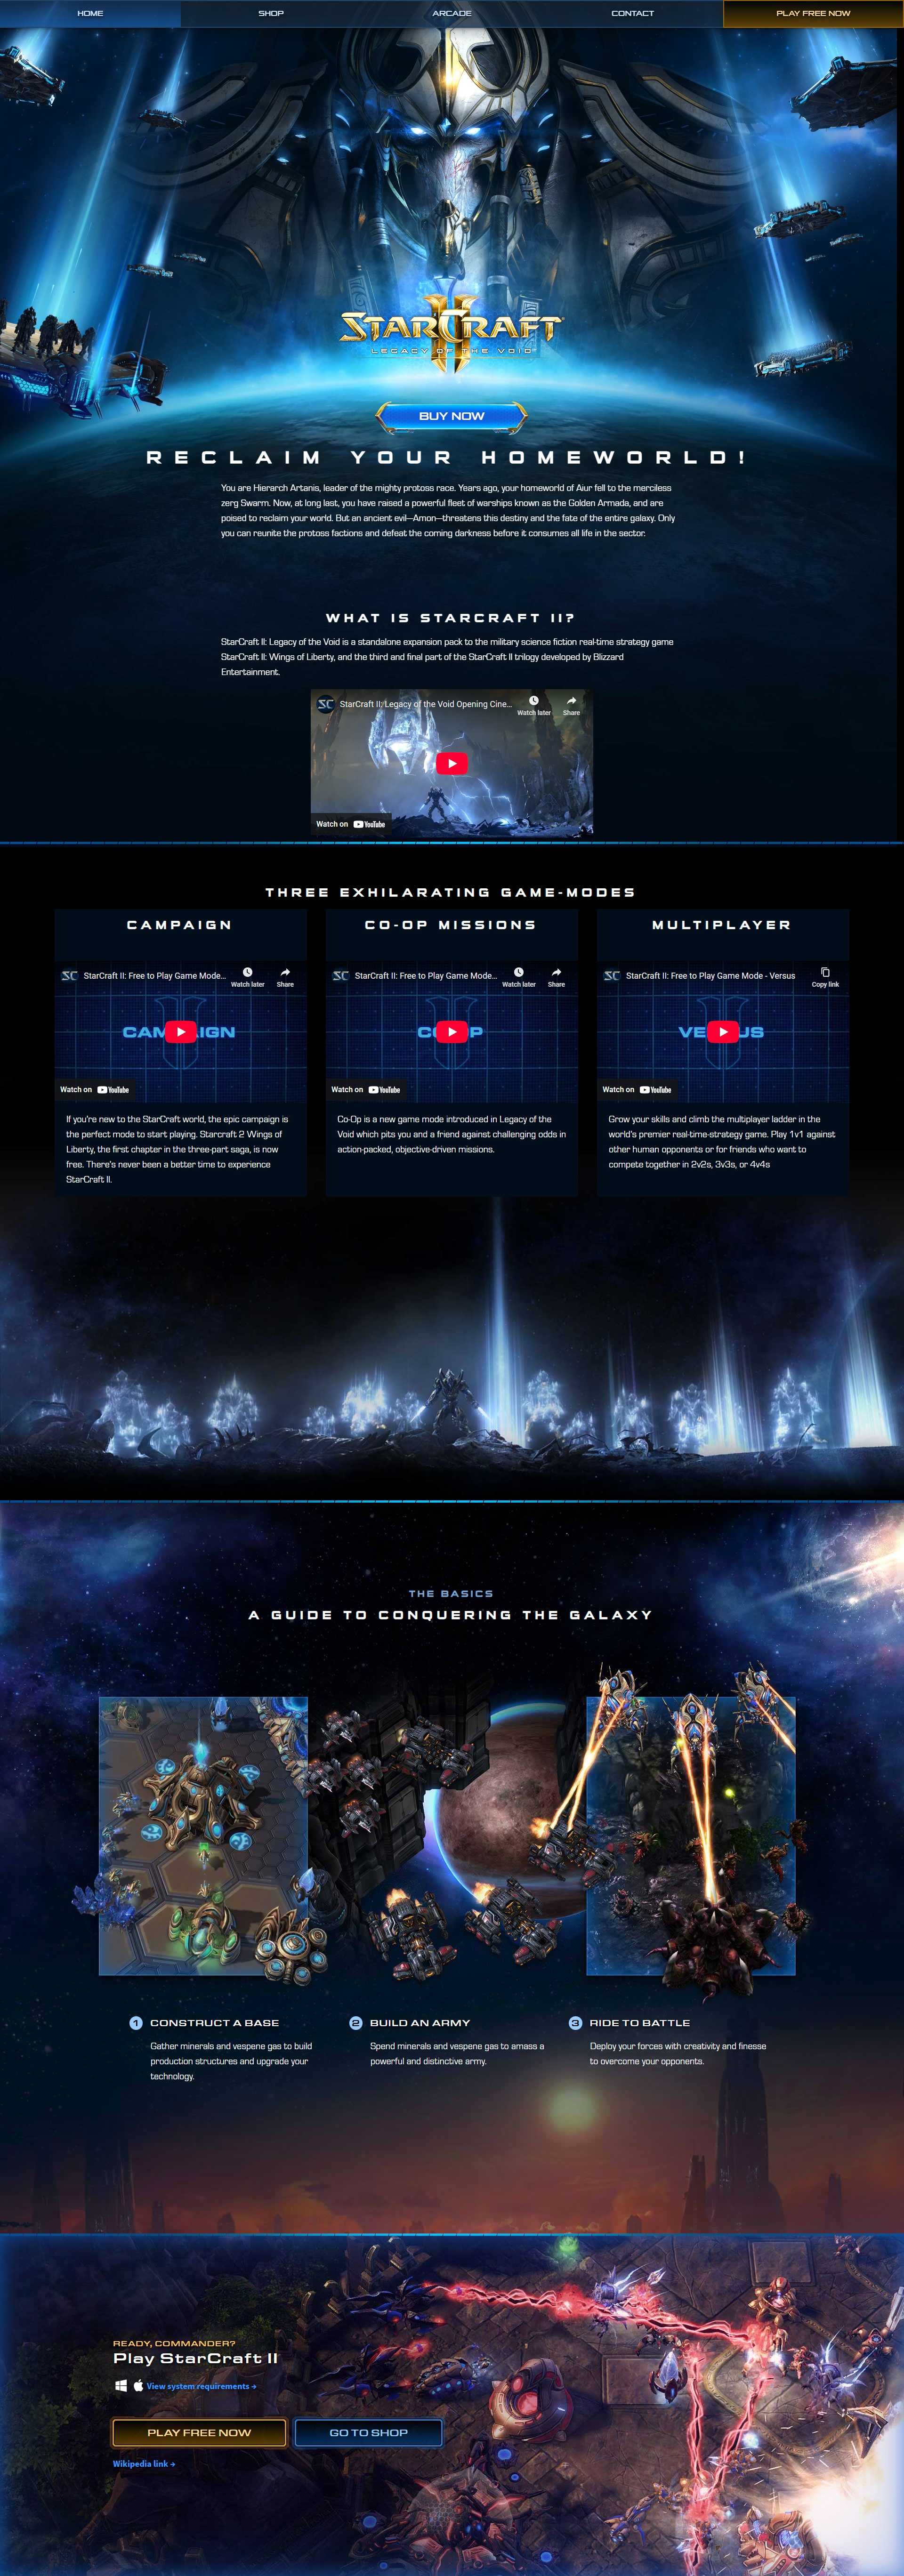 HOME
SHOP
ARCADE
CONTACT
PLAY FREE NOW
STARCRAFT
II
LEGACY OF THE VOID
BUY NOW
RECLAIM YOUR HOMEWORLD!
You are Hierarch Artanis, leader of the mighty protoss race. Years ago, your homeworld of Aiur fell to the merciless
zerg Swarm. Now, at long last, you have raised a powerful fleet of warships known as the Golden Armada, and are
poised to reclaim your world. But an ancient evil—Amon—threatens this destiny and the fate of the entire galaxy. Only
you can reunite the protoss factions and defeat the coming darkness before it consumes all life in the sector.
WHAT IS STARCRAFT II?
StarCraft II: Legacy of the Void is a standalone expansion pack to the military science fiction real-time strategy game
StarCraft II: Wings of Liberty, and the third and final part of the StarCraft II trilogy developed by Blizzard
Entertainment.
SC
StarCraft II: Legacy of the Void Opening Cine...
Watch later
Share
Watch on YouTube
THREE EXHILARATING GAME-MODES
CAMPAIGN
SC
StarCraft II: Free to Play Game Mode...
Watch later
Share
CAM IGN
Watch on YouTube
If you're new to the StarCraft world, the epic campaign is
the perfect mode to start playing. Starcraft 2 Wings of
Liberty, the first chapter in the three-part saga, is now
free. There's never been a better time to experience
StarCraft II.
CO-OP MISSIONS
SC
StarCraft II: Free to Play Game Mode...
Watch later
Share
CO P
Watch on YouTube
Co-Op is a new game mode introduced in Legacy of the
Void which pits you and a friend against challenging odds in
action-packed, objective-driven missions.
MULTIPLAYER
SC
StarCraft II: Free to Play Game Mode - Versus
Copy link
VE US
Watch on YouTube
Grow your skills and climb the multiplayer ladder in the
world's premier real-time-strategy game. Play 1v1 against
other human opponents or for friends who want to
compete together in 2v2s, 3v3s, or 4v4s
THE BASICS
A GUIDE TO CONQUERING THE GALAXY
1 CONSTRUCT A BASE
Gather minerals and vespene gas to build
production structures and upgrade your
technology.
2 BUILD AN ARMY
Spend minerals and vespene gas to amass a
powerful and distinctive army.
3 RIDE TO BATTLE
Deploy your forces with creativity and finesse
to overcome your opponents.
READY, COMMANDER?
Play StarCraft II
View system requirements →
PLAY FREE NOW
GO TO SHOP
Wikipedia link →